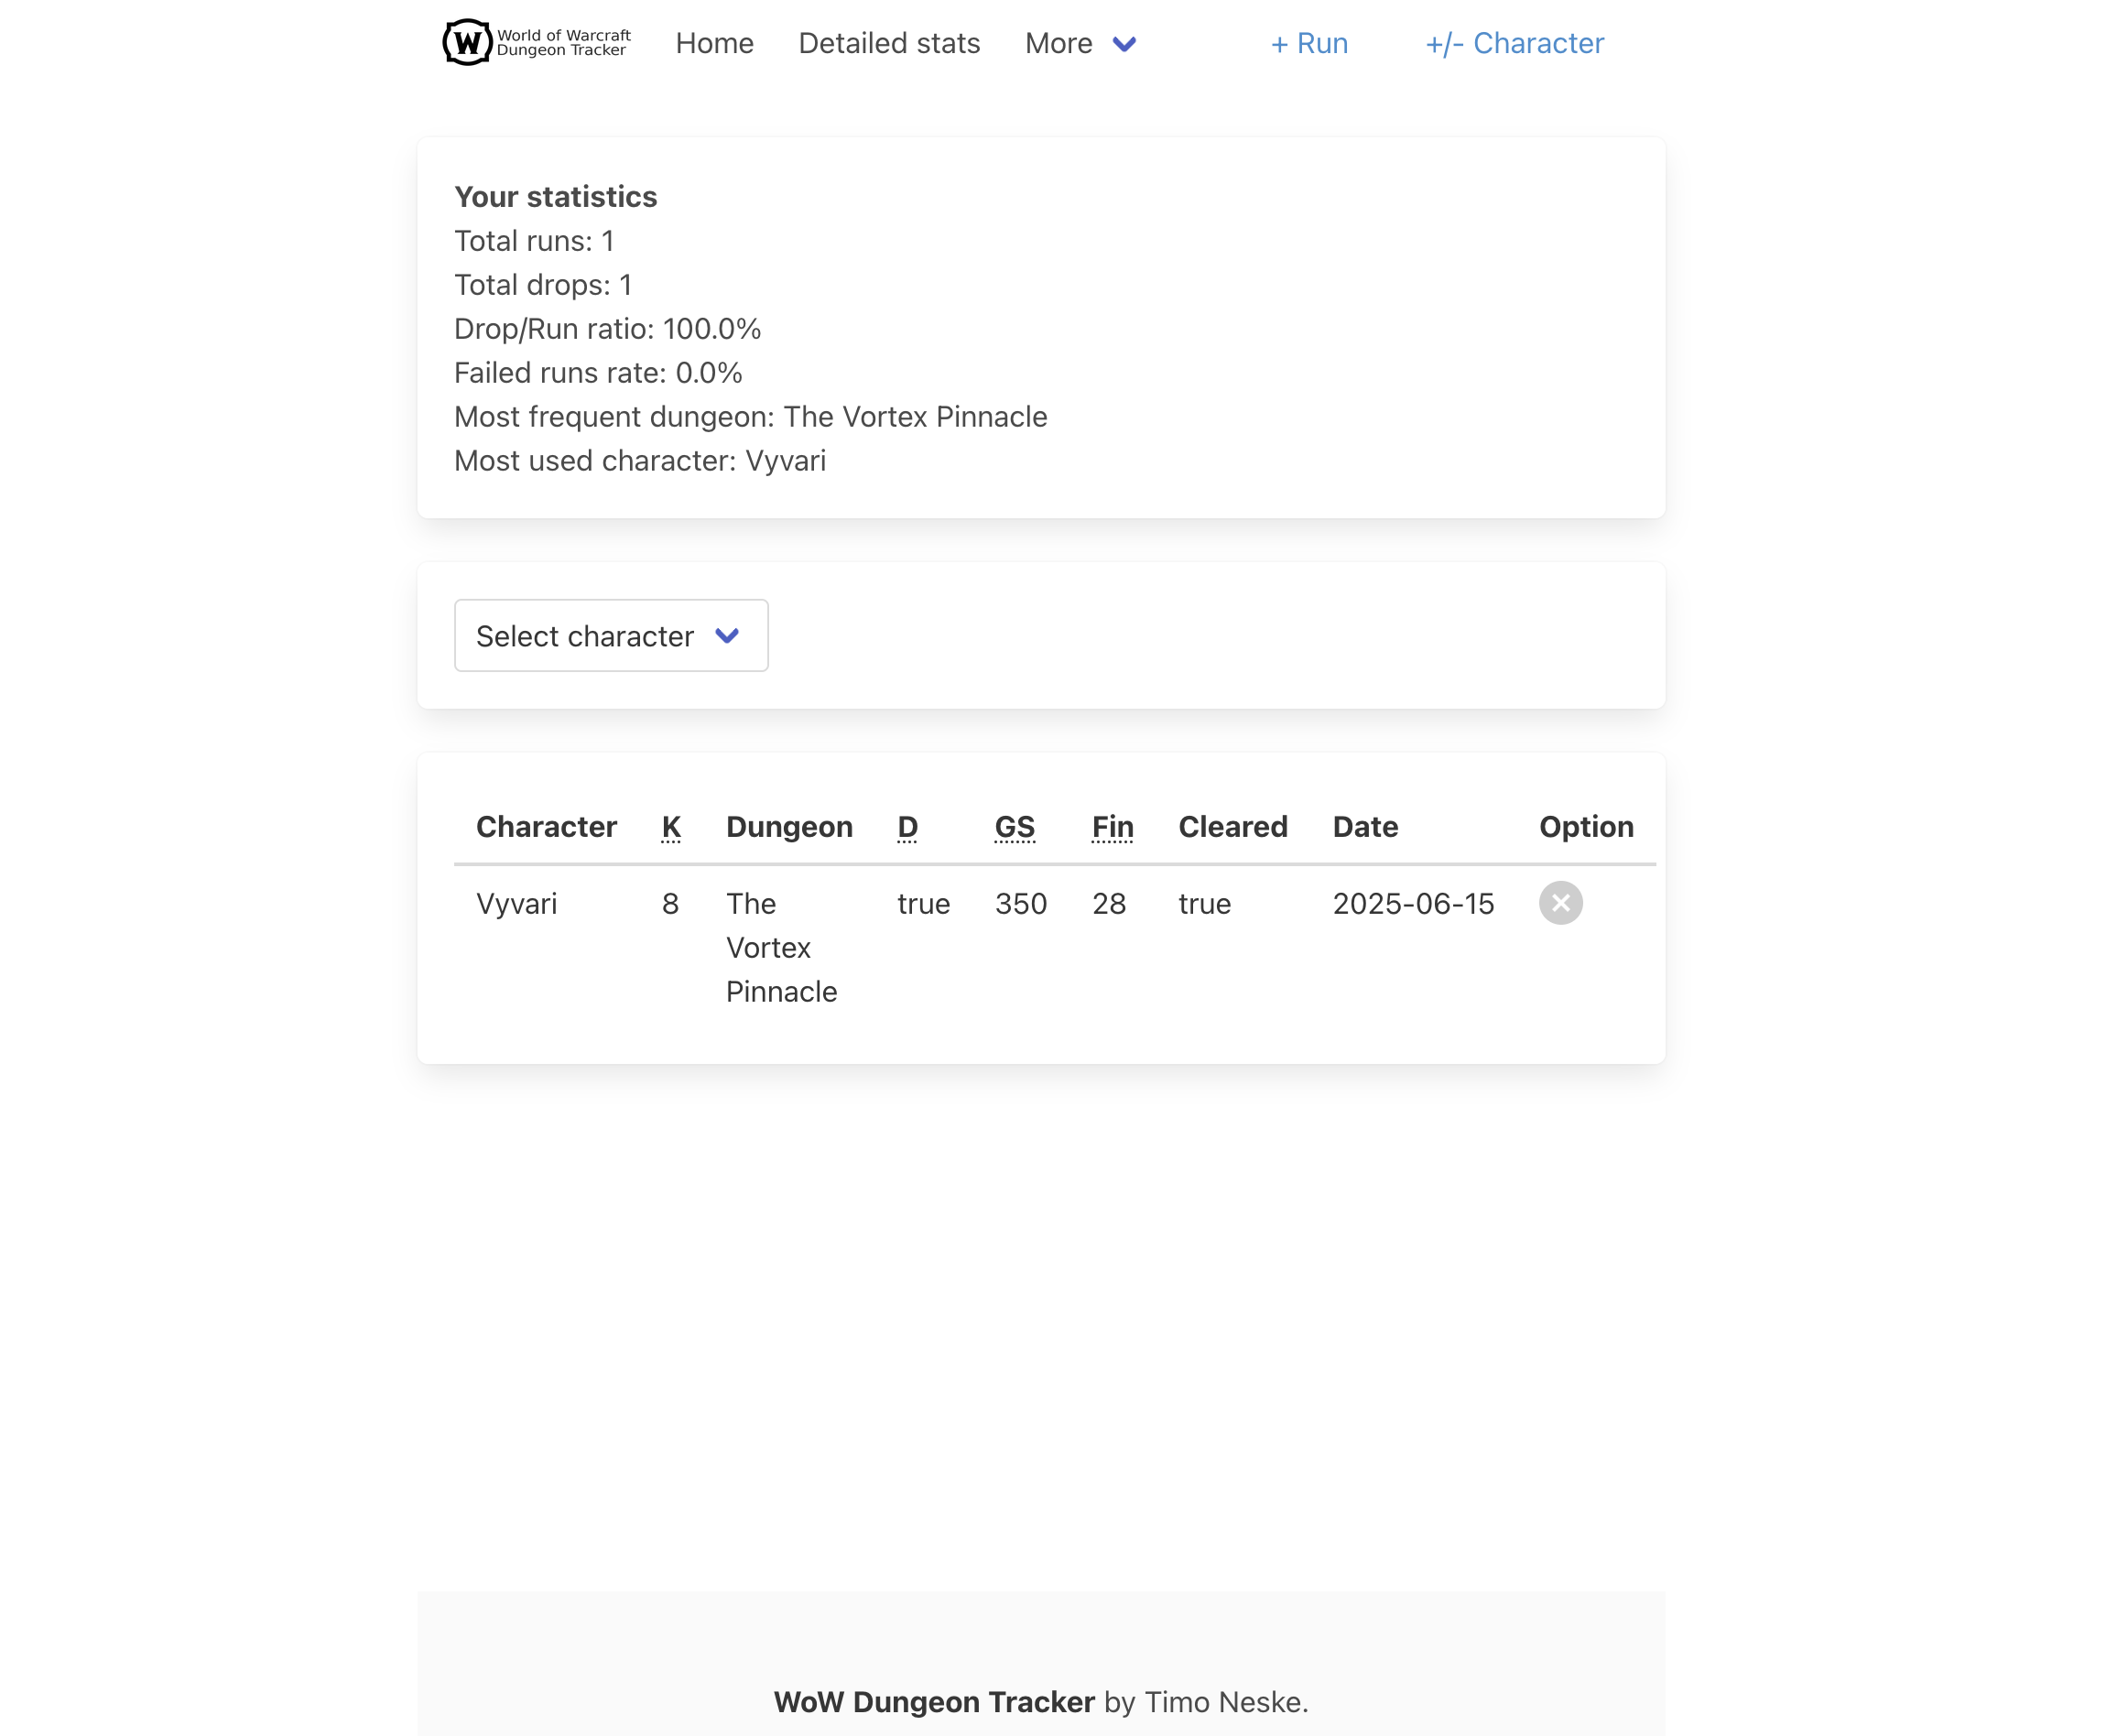 World of Warcraft
Dungeon Tracker
Home Detailed stats More + Run +/- Character
Your statistics
Total runs: 1
Total drops: 1
Drop/Run ratio: 100.0%
Failed runs rate: 0.0%
Most frequent dungeon: The Vortex Pinnacle
Most used character: Vyvari
Select character
Character K Dungeon D GS Fin Cleared Date Option
Vyvari 8 The true 350 28 true 2025-06-15
Vortex
Pinnacle
WoW Dungeon Tracker by Timo Neske.